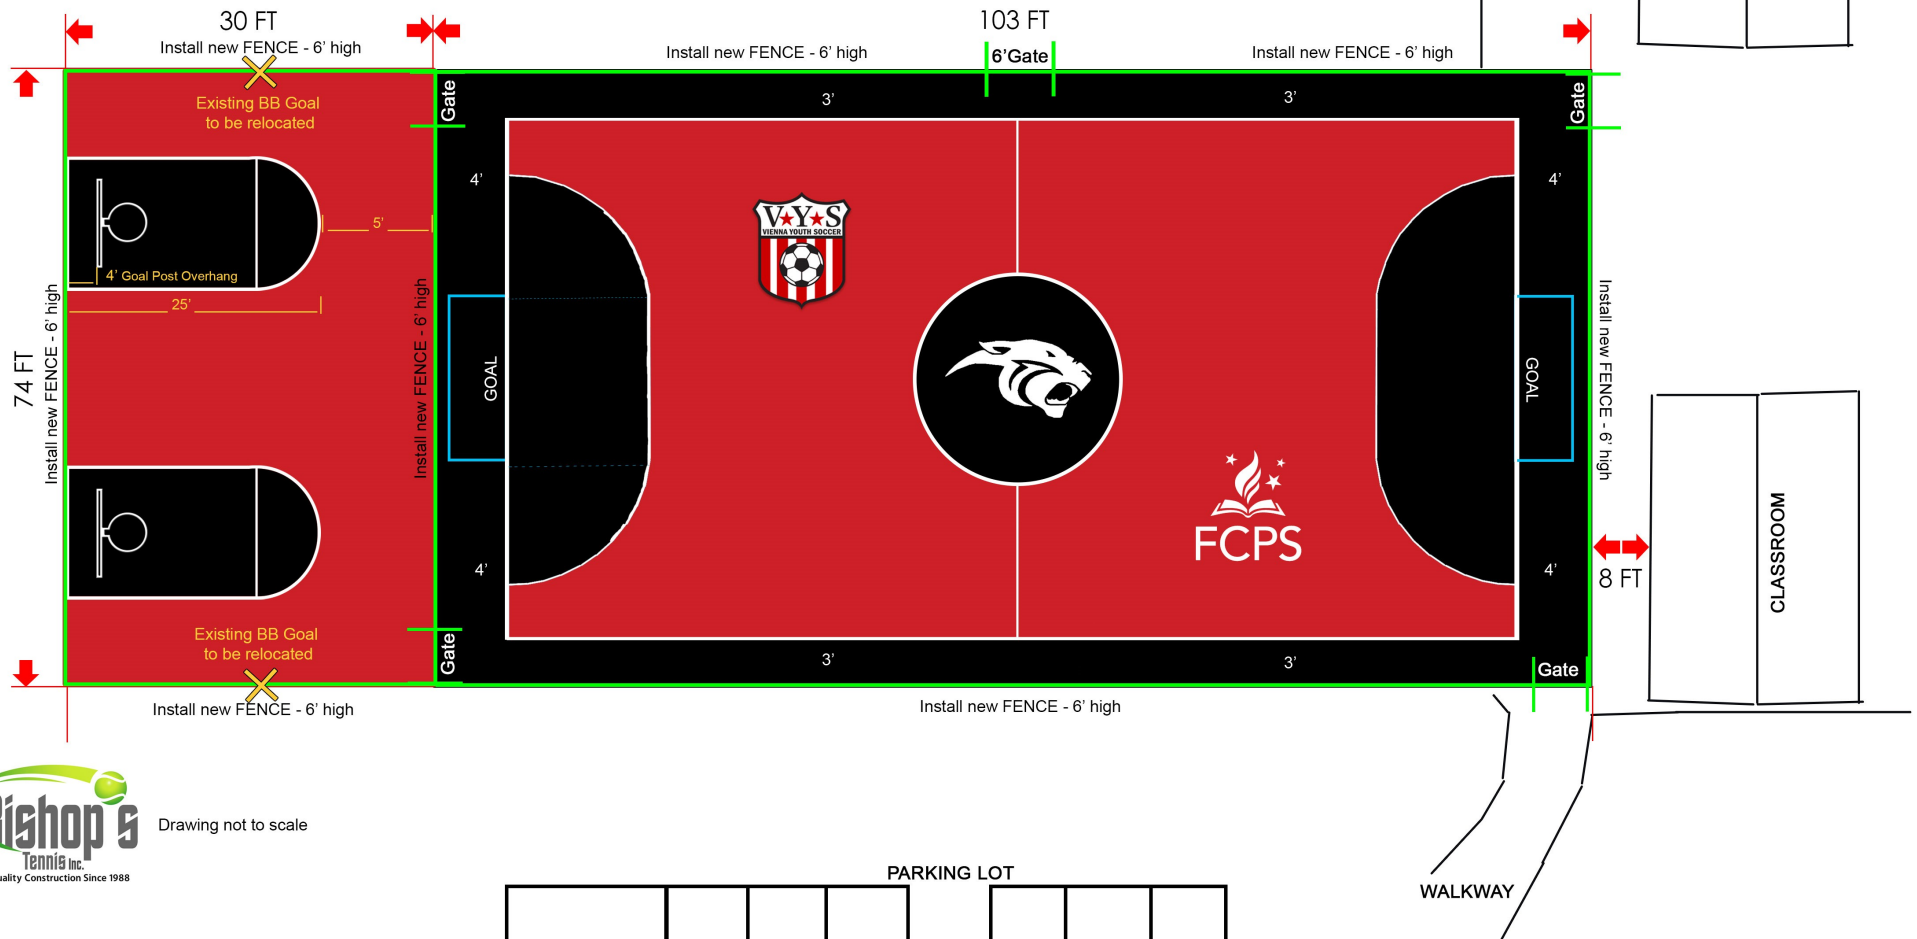 30 FT
103 FT
Install new FENCE - 6’ high
Install new FENCE - 6’ high
6’Gate
Install new FENCE - 6’ high
Existing BB Goal
to be relocated
Gate
3’
3’
Gate
4’
4’
V★Y★S
VIENNA YOUTH SOCCER
5’
4’ Goal Post Overhang
25’
74 FT
Install new FENCE - 6’ high
Install new FENCE - 6’ high
GOAL
GOAL
Install new FENCE - 6’ high
FCPS
4’
4’
8 FT
CLASSROOM
Existing BB Goal
to be relocated
Gate
3’
3’
Gate
Install new FENCE - 6’ high
Install new FENCE - 6’ high
ishop's
Tennis Inc.
uality Construction Since 1988
Drawing not to scale
PARKING LOT
WALKWAY